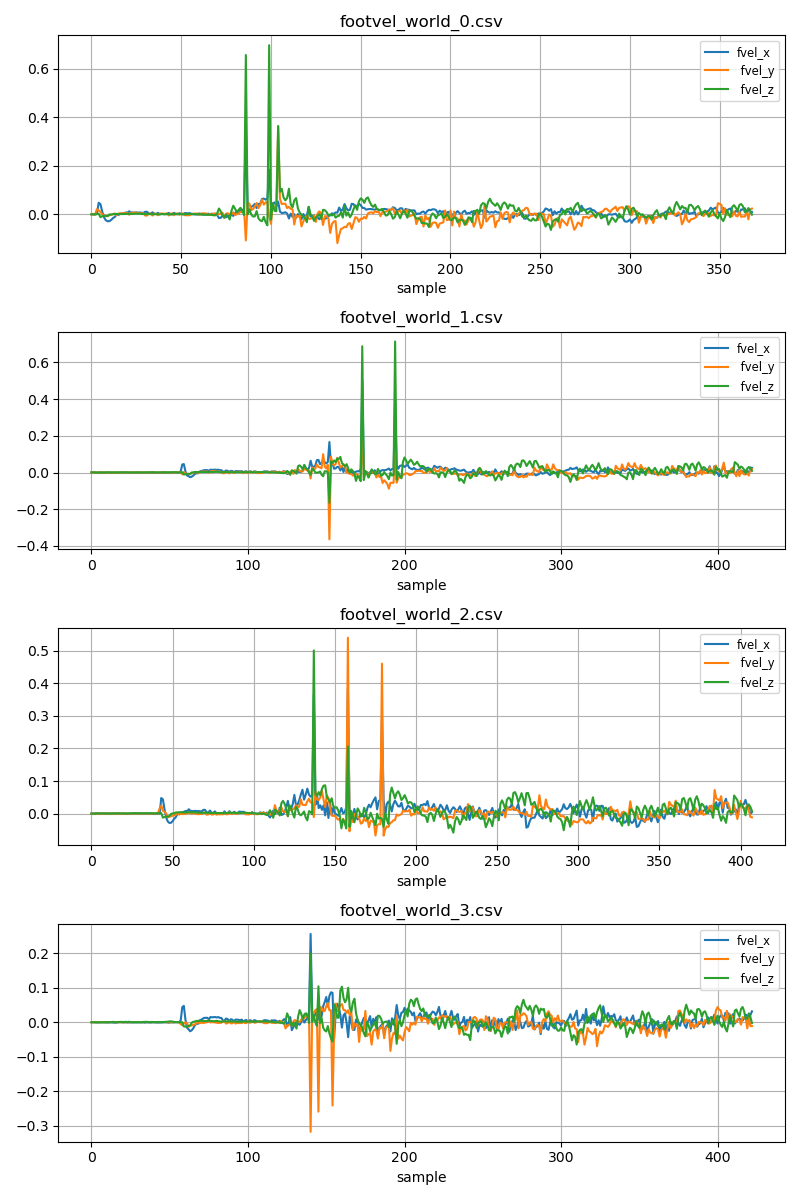 footvel_world_0.csv
fvel_x
fvel_y
fvel_z
0.6
0.4
0.2
0.0
0 50 100 150 200 250 300 350
sample
footvel_world_1.csv
fvel_x
fvel_y
fvel_z
0.6
0.4
0.2
0.0
−0.2
−0.4
0 100 200 300 400
sample
footvel_world_2.csv
fvel_x
fvel_y
fvel_z
0.5
0.4
0.3
0.2
0.1
0.0
0 50 100 150 200 250 300 350 400
sample
footvel_world_3.csv
fvel_x
fvel_y
fvel_z
0.2
0.1
0.0
−0.1
−0.2
−0.3
0 100 200 300 400
sample